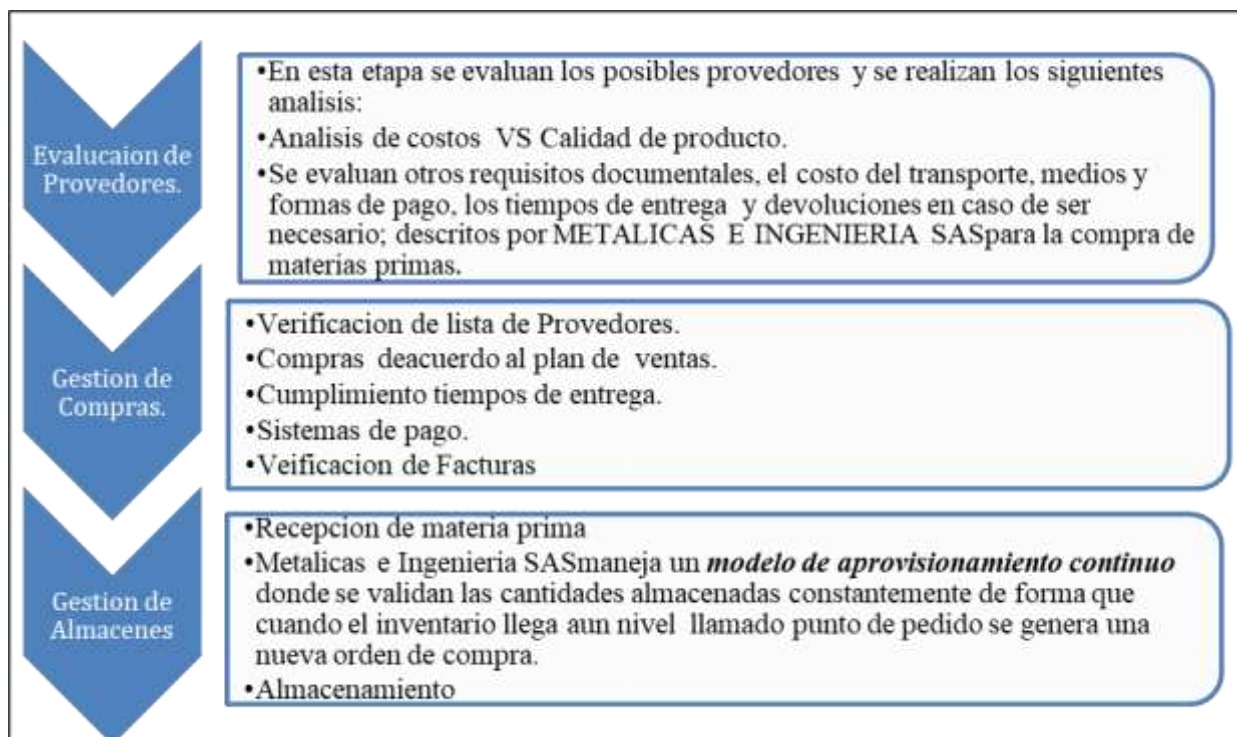 Evalucaion de
Provedores.
•En esta etapa se evaluan los posibles provedores y se realizan los siguientes
analisis:
•Analisis de costos VS Calidad de producto.
•Se evaluan otros requisitos documentales, el costo del transporte, medios y
formas de pago, los tiempos de entrega y devoluciones en caso de ser
necesario; descritos por METALICAS E INGENIERIA SASpara la compra de
materias primas.
Gestion de
Compras.
•Verificacion de lista de Provedores.
•Compras deacuerdo al plan de ventas.
•Cumplimiento tiempos de entrega.
•Sistemas de pago.
•Veificacion de Facturas
Gestion de
Almacenes
•Recepcion de materia prima
•Metalicas e Ingenieria SASmaneja un modelo de aprovisionamiento continuo
donde se validan las cantidades almacenadas constantemente de forma que
cuando el inventario llega aun nivel llamado punto de pedido se genera una
nueva orden de compra.
•Almacenamiento